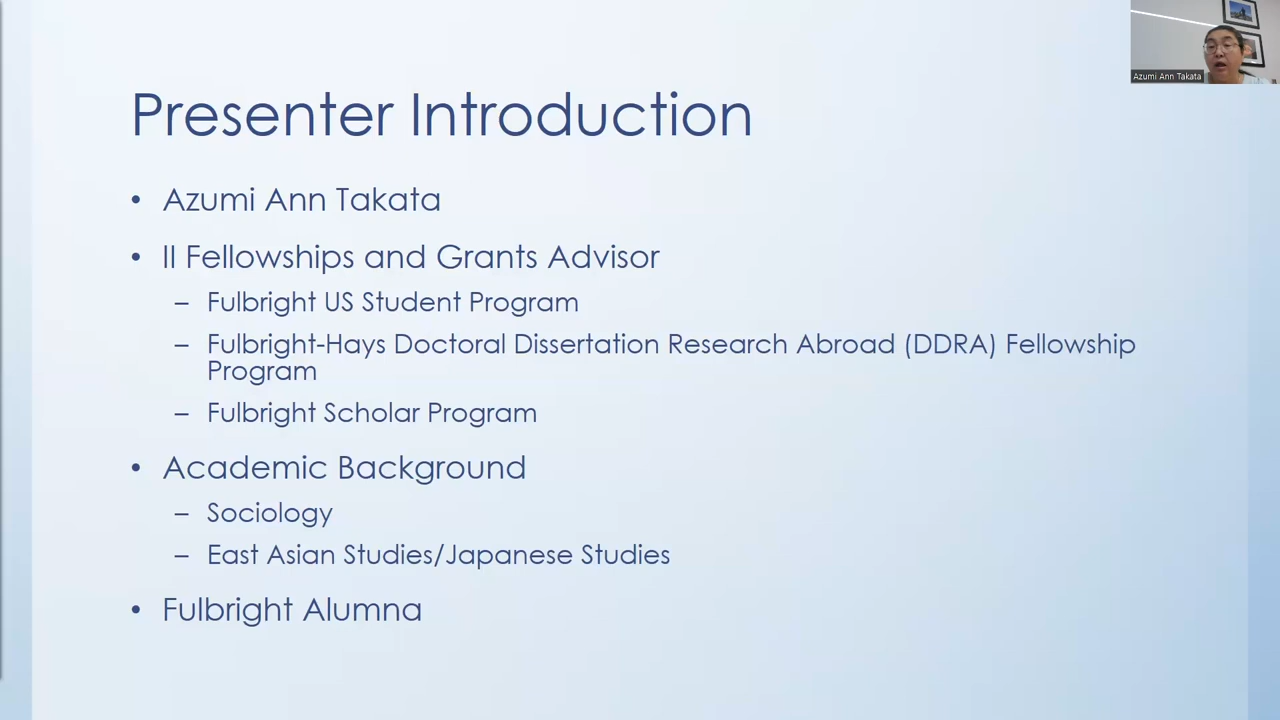 Presenter Introduction
• Azumi Ann Takata
• II Fellowships and Grants Advisor
– Fulbright US Student Program
– Fulbright-Hays Doctoral Dissertation Research Abroad (DDRA) Fellowship
Program
– Fulbright Scholar Program
• Academic Background
– Sociology
– East Asian Studies/Japanese Studies
• Fulbright Alumna
Azumi Ann Takata